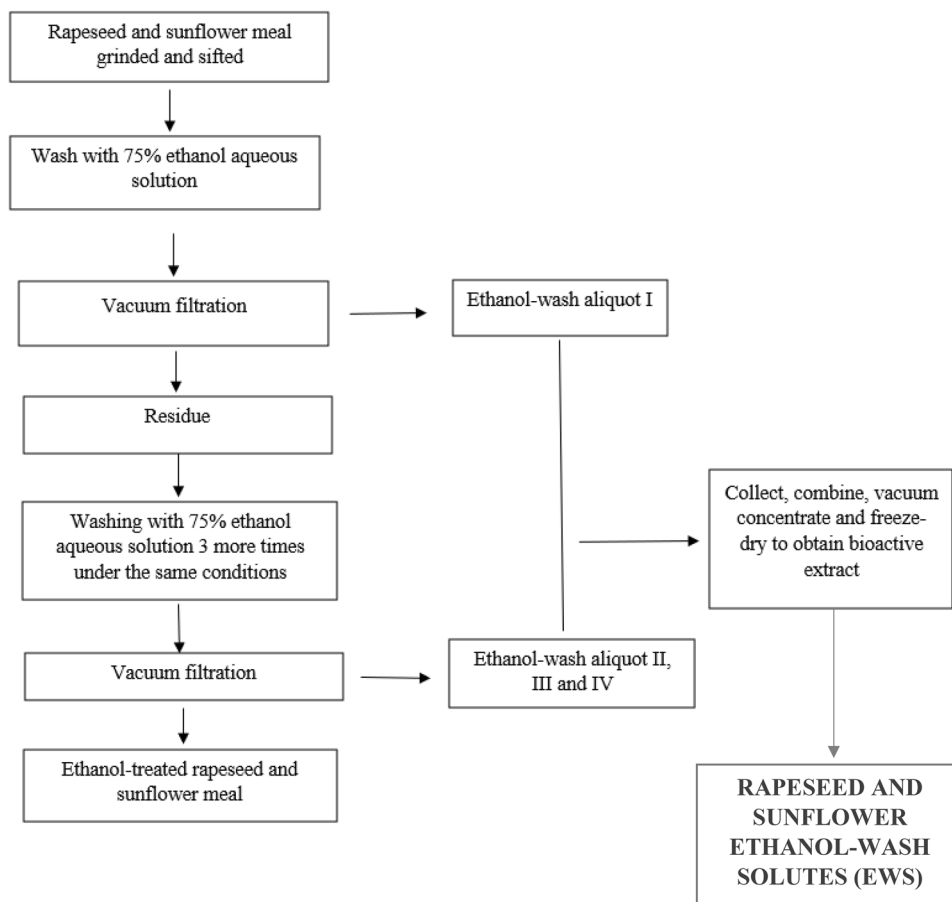 Rapeseed and sunflower meal
grinded and sifted
Wash with 75% ethanol aqueous
solution
Vacuum filtration
Ethanol-wash aliquot I
Residue
Washing with 75% ethanol
aqueous solution 3 more times
under the same conditions
Collect, combine, vacuum
concentrate and freeze-
dry to obtain bioactive
extract
Vacuum filtration
Ethanol-wash aliquot II,
III and IV
Ethanol-treated rapeseed and
sunflower meal
RAPESEED AND
SUNFLOWER
ETHANOL-WASH
SOLUTES (EWS)